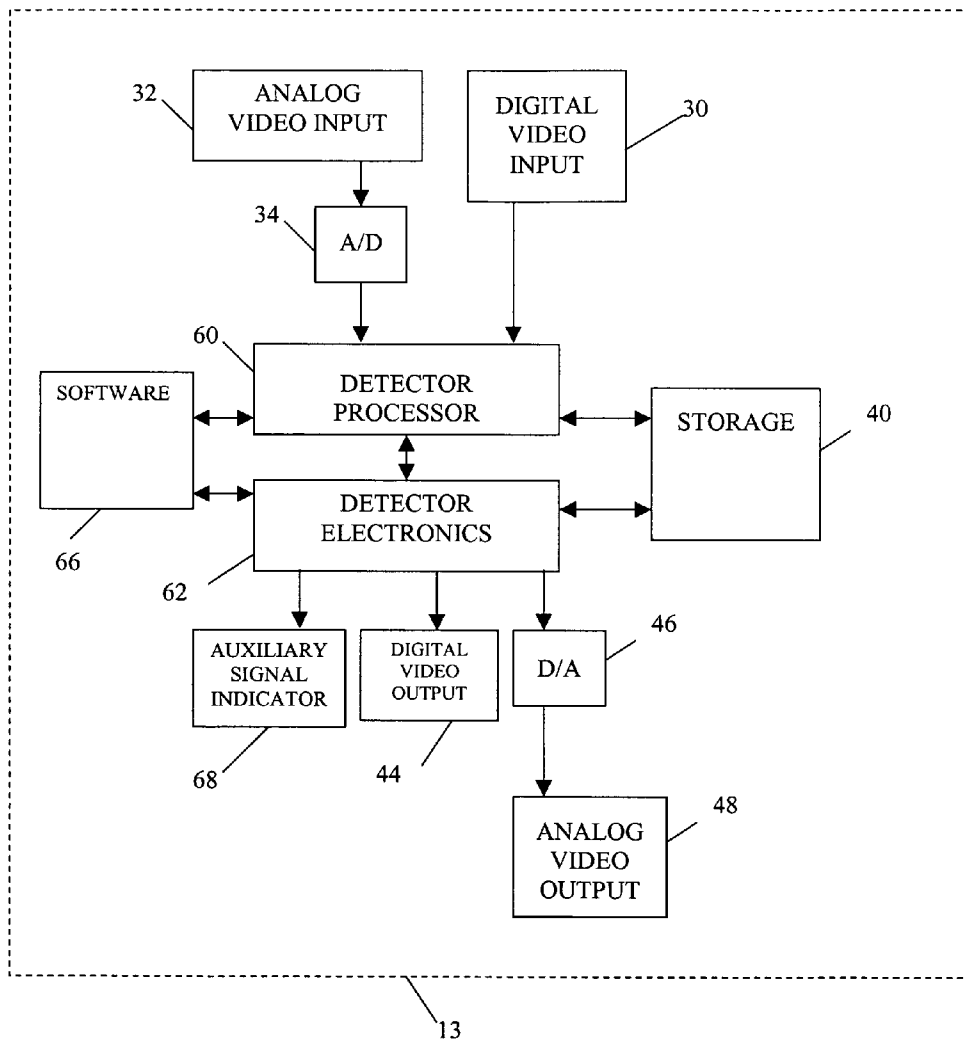 32
ANALOG
VIDEO INPUT
DIGITAL
VIDEO
INPUT
30
34
A/D
60
DETECTOR
PROCESSOR
SOFTWARE
66
STORAGE
40
DETECTOR
ELECTRONICS
62
AUXILIARY
SIGNAL
INDICATOR
68
DIGITAL
VIDEO
OUTPUT
44
D/A
46
ANALOG
VIDEO
OUTPUT
48
13